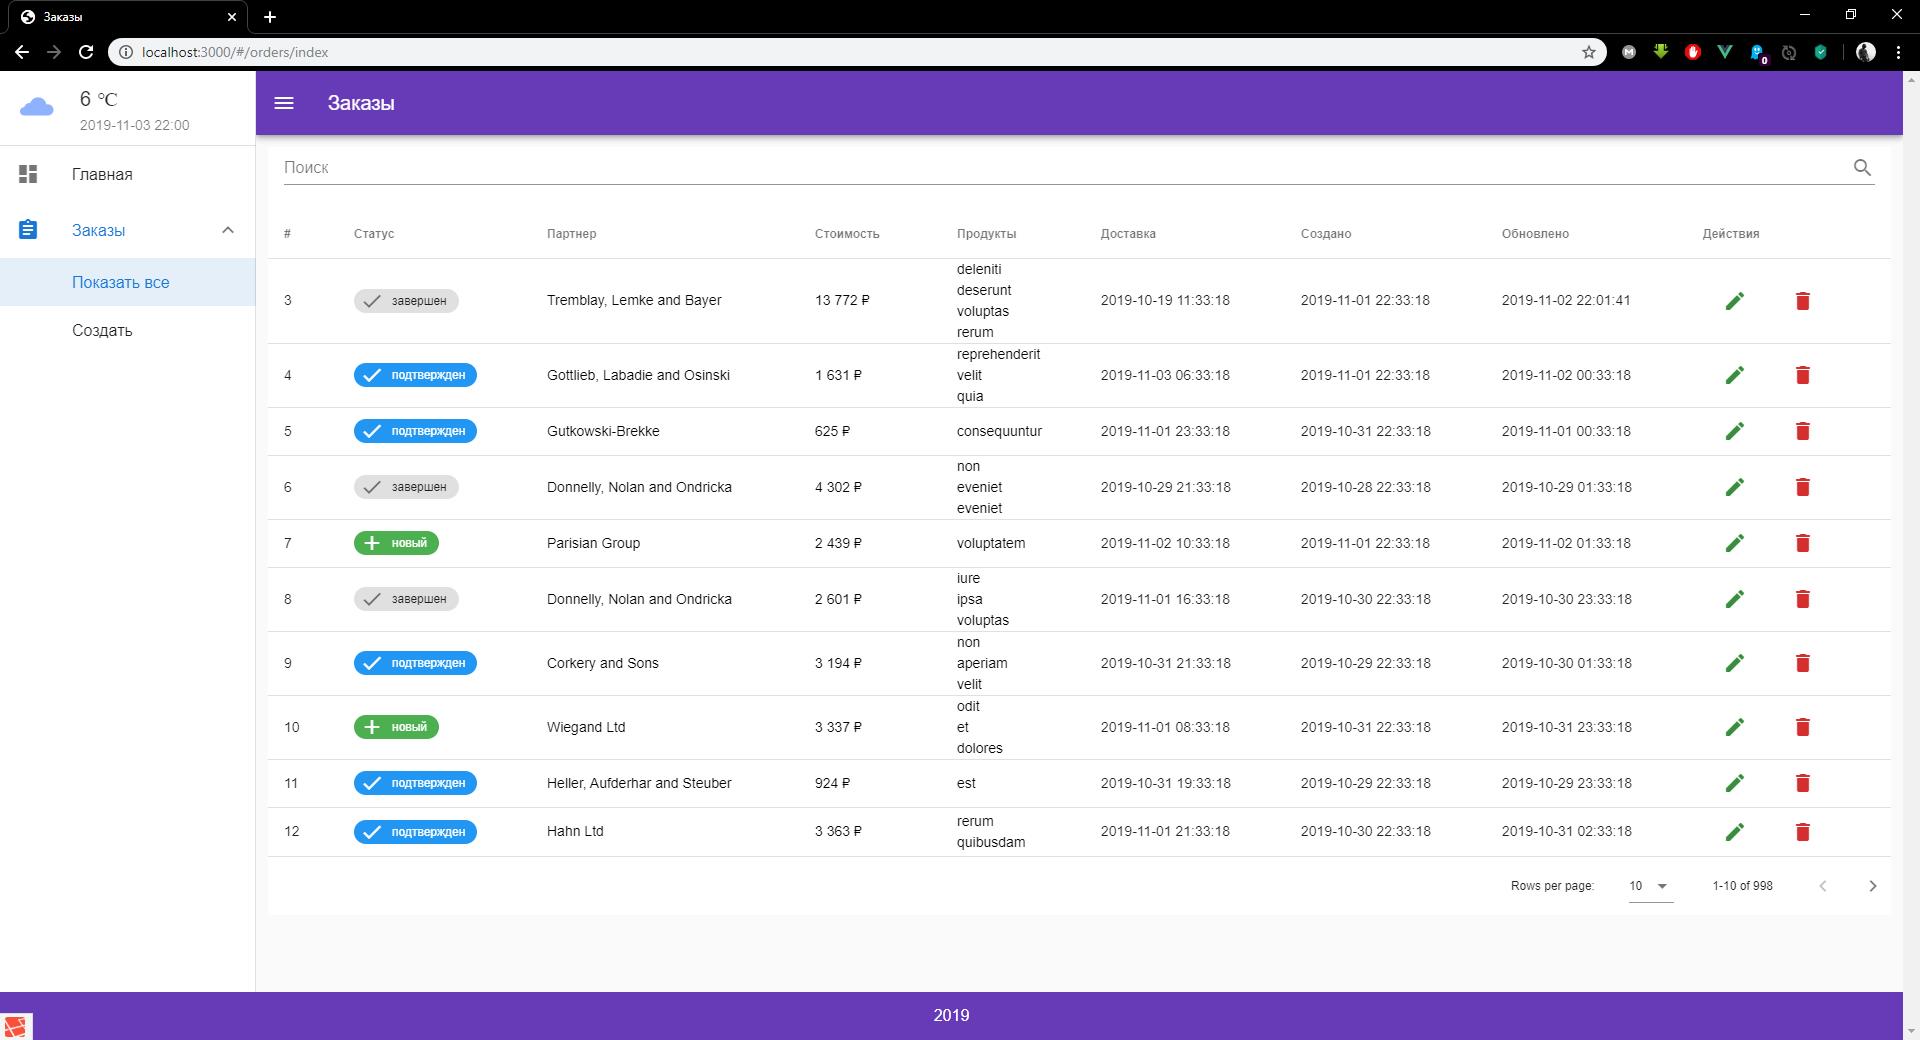 Заказы
localhost:3000/#/orders/index
0
6 °C
2019-11-03 22:00
Главная
Заказы
Показать все
Создать
Заказы
Поиск
# Статус Партнер Стоимость Продукты Доставка Создано Обновлено Действия
3 завершен Tremblay, Lemke and Bayer 13 772 ₽ deleniti 2019-10-19 11:33:18 2019-11-01 22:33:18 2019-11-02 22:01:41
deserunt
voluptas
rerum
4 подтвержден Gottlieb, Labadie and Osinski 1 631 ₽ reprehenderit 2019-11-03 06:33:18 2019-11-01 22:33:18 2019-11-02 00:33:18
velit
quia
5 подтвержден Gutkowski-Brekke 625 ₽ consequuntur 2019-11-01 23:33:18 2019-10-31 22:33:18 2019-11-01 00:33:18
6 завершен Donnelly, Nolan and Ondricka 4 302 ₽ non 2019-10-29 21:33:18 2019-10-28 22:33:18 2019-10-29 01:33:18
eveniet
eveniet
7 новый Parisian Group 2 439 ₽ voluptatem 2019-11-02 10:33:18 2019-11-01 22:33:18 2019-11-02 01:33:18
8 завершен Donnelly, Nolan and Ondricka 2 601 ₽ iure 2019-11-01 16:33:18 2019-10-30 22:33:18 2019-10-30 23:33:18
ipsa
voluptas
9 подтвержден Corkery and Sons 3 194 ₽ non 2019-10-31 21:33:18 2019-10-29 22:33:18 2019-10-30 01:33:18
aperiam
velit
10 новый Wiegand Ltd 3 337 ₽ odit 2019-11-01 08:33:18 2019-10-31 22:33:18 2019-10-31 23:33:18
et
dolores
11 подтвержден Heller, Aufderhar and Steuber 924 ₽ est 2019-10-31 19:33:18 2019-10-29 22:33:18 2019-10-29 23:33:18
12 подтвержден Hahn Ltd 3 363 ₽ rerum 2019-11-01 21:33:18 2019-10-30 22:33:18 2019-10-31 02:33:18
quibusdam
Rows per page: 10 1-10 of 998
2019